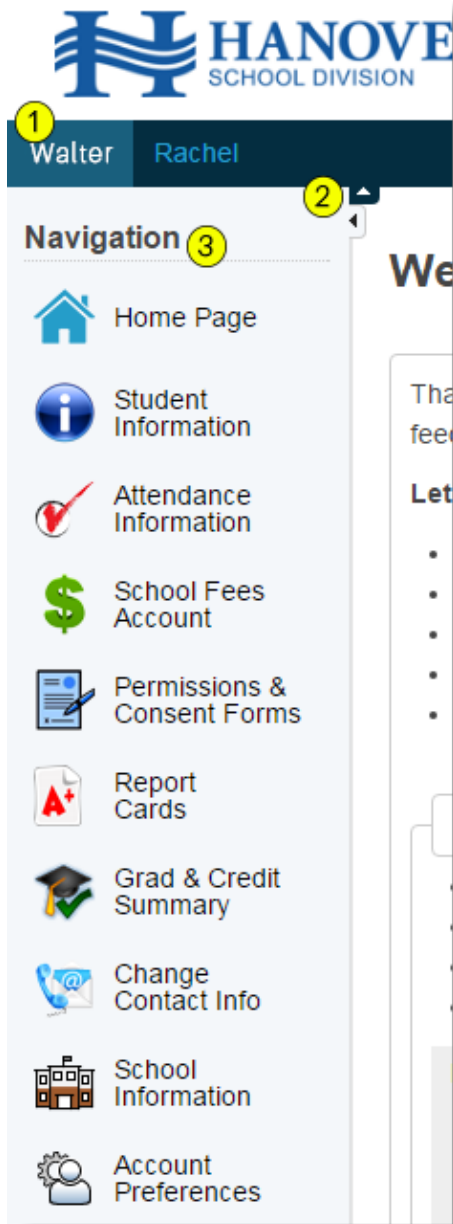 HANOVE
SCHOOL DIVISION
1
Walter Rachel
2
Navigation 3
We
Home Page
Tha
feed
Student
Information
Let
Attendance
Information
School Fees
Account
Permissions &
Consent Forms
A+
Report
Cards
Grad & Credit
Summary
@
Change
Contact Info
School
Information
Account
Preferences